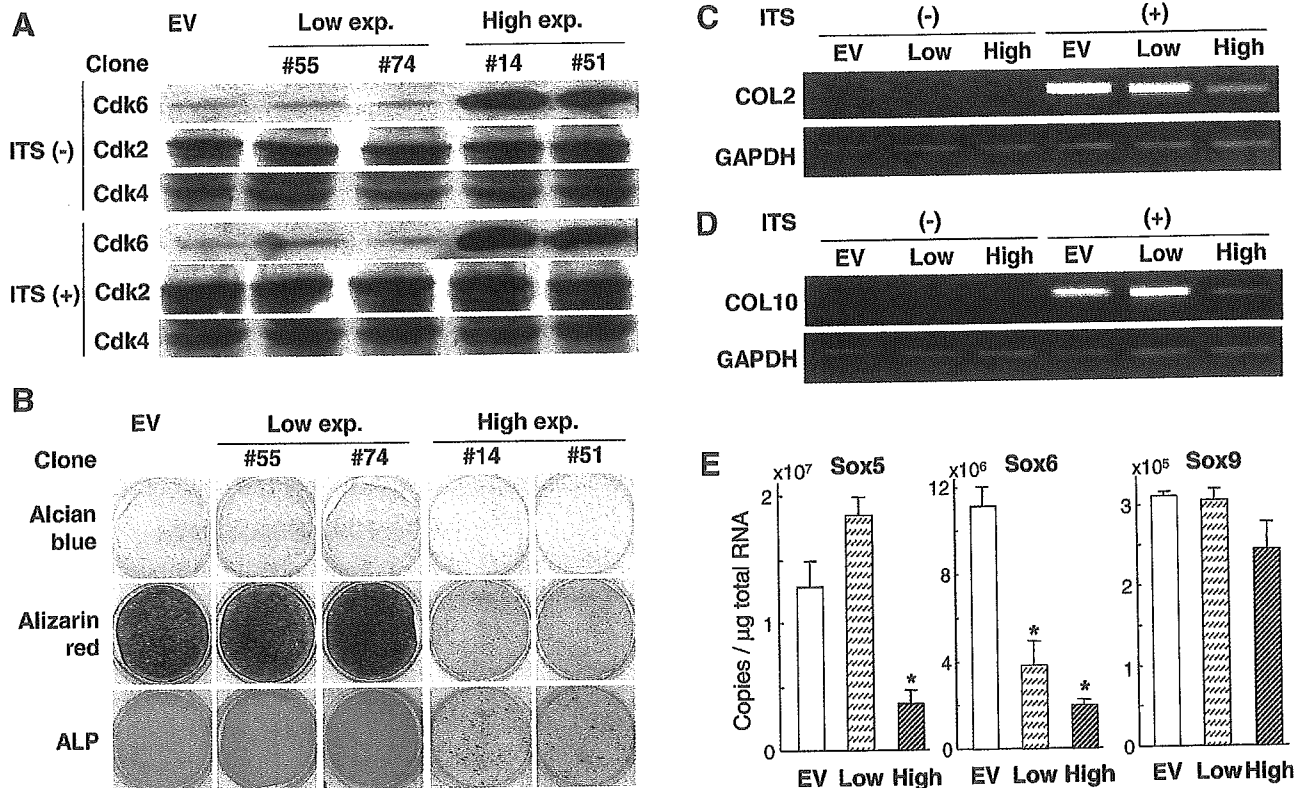 A
EV Low exp. High exp.
Clone #55 #74 #14 #51
ITS (-)
Cdk6
Cdk2
Cdk4
ITS (+)
Cdk6
Cdk2
Cdk4
B
EV Low exp. High exp.
Clone #55 #74 #14 #51
Alcian
blue
Alizarin
red
ALP
C
ITS (-) (+)
EV Low High EV Low High
COL2
GAPDH
D
ITS (-) (+)
EV Low High EV Low High
COL10
GAPDH
E
Copies / µg total RNA
x10⁷ Sox5
2
1
0
*
EV Low High
x10⁶ Sox6
12
8
4
0
* *
EV Low High
x10⁵ Sox9
3
2
1
0
EV Low High